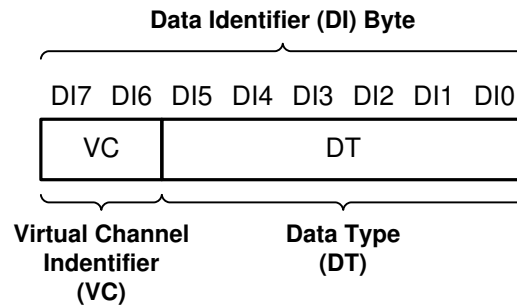 Data Identifier (DI) Byte
DI7 DI6 DI5 DI4 DI3 DI2 DI1 DI0
VC DT
Virtual Channel Data Type
Indentifier (DT)
(VC)